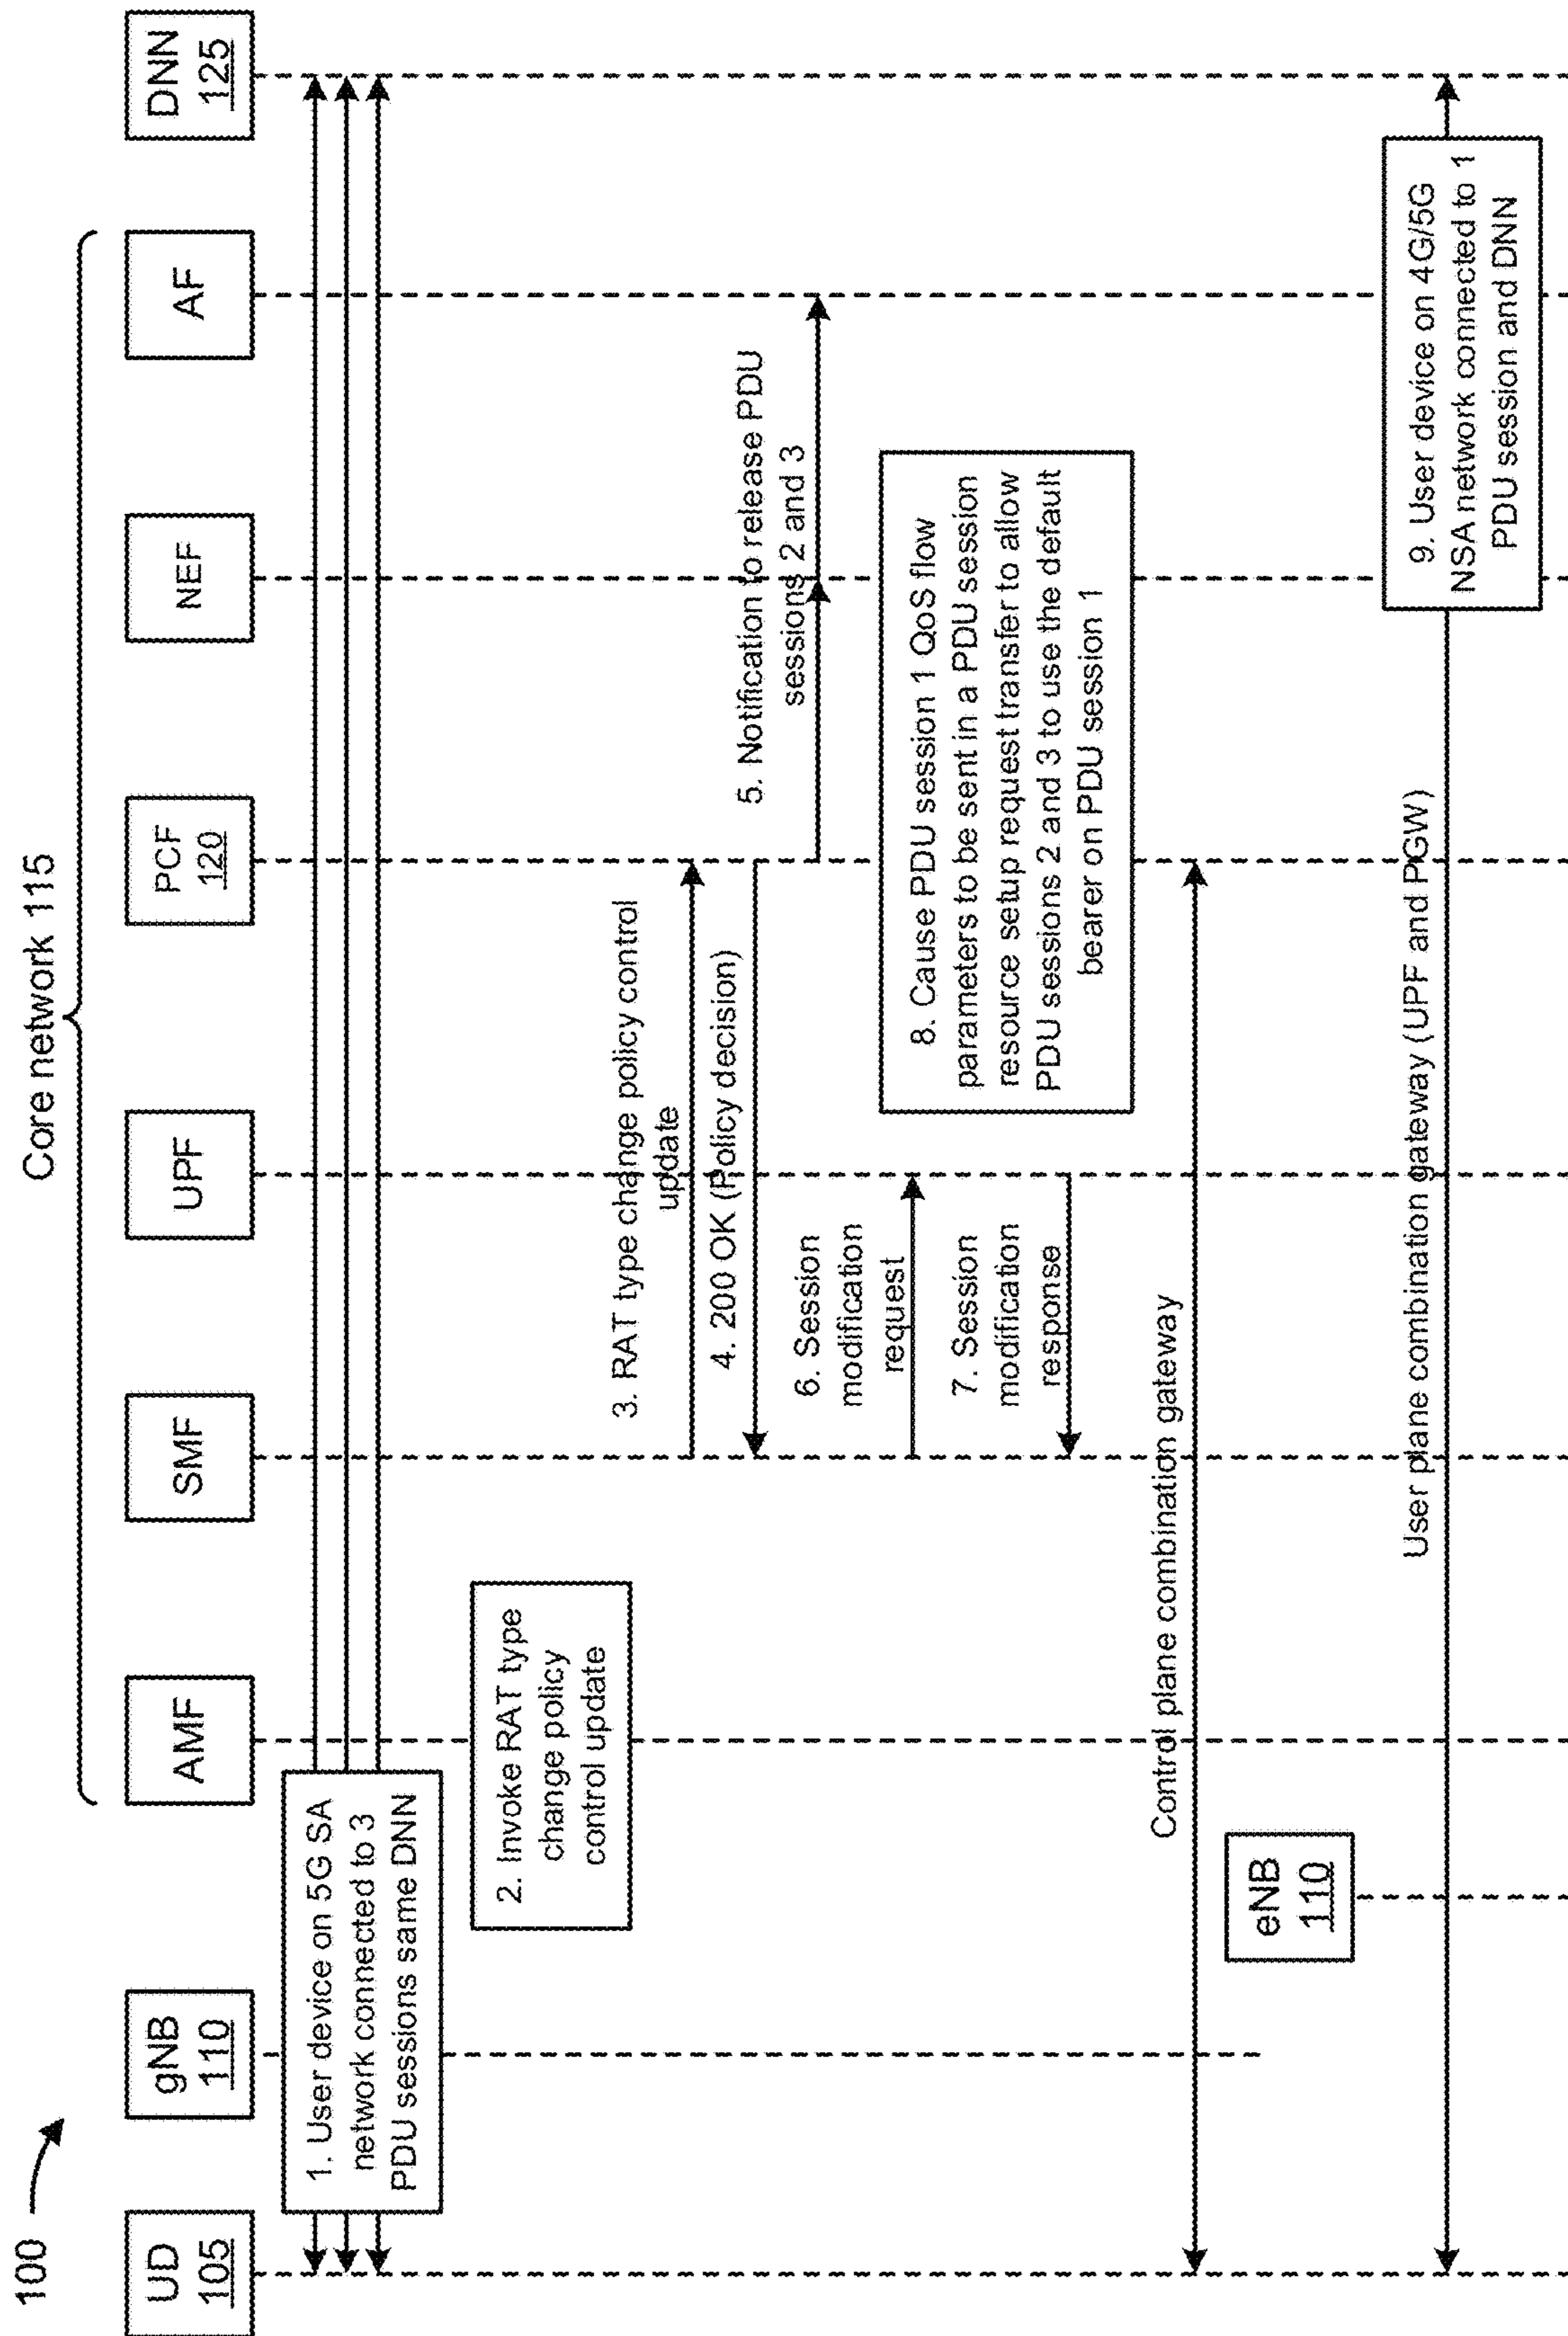 100
Core network 115
UD
105
gNB
110
AMF
SMF
UPF
PCF
120
NEF
AF
DNN
125
1. User device on 5G SA
network connected to 3
PDU sessions same DNN
2. Invoke RAT type
change policy
control update
3. RAT type change policy control
update
4. 200 OK (Policy decision)
5. Notification to release PDU
sessions 2 and 3
6. Session
modification
request
7. Session
modification
response
8. Cause PDU session 1 QoS flow
parameters to be sent in a PDU session
resource setup request transfer to allow
PDU sessions 2 and 3 to use the default
bearer on PDU session 1
Control plane combination gateway
eNB
110
User plane combination gateway (UPF and PGW)
9. User device on 4G/5G
NSA network connected to 1
PDU session and DNN